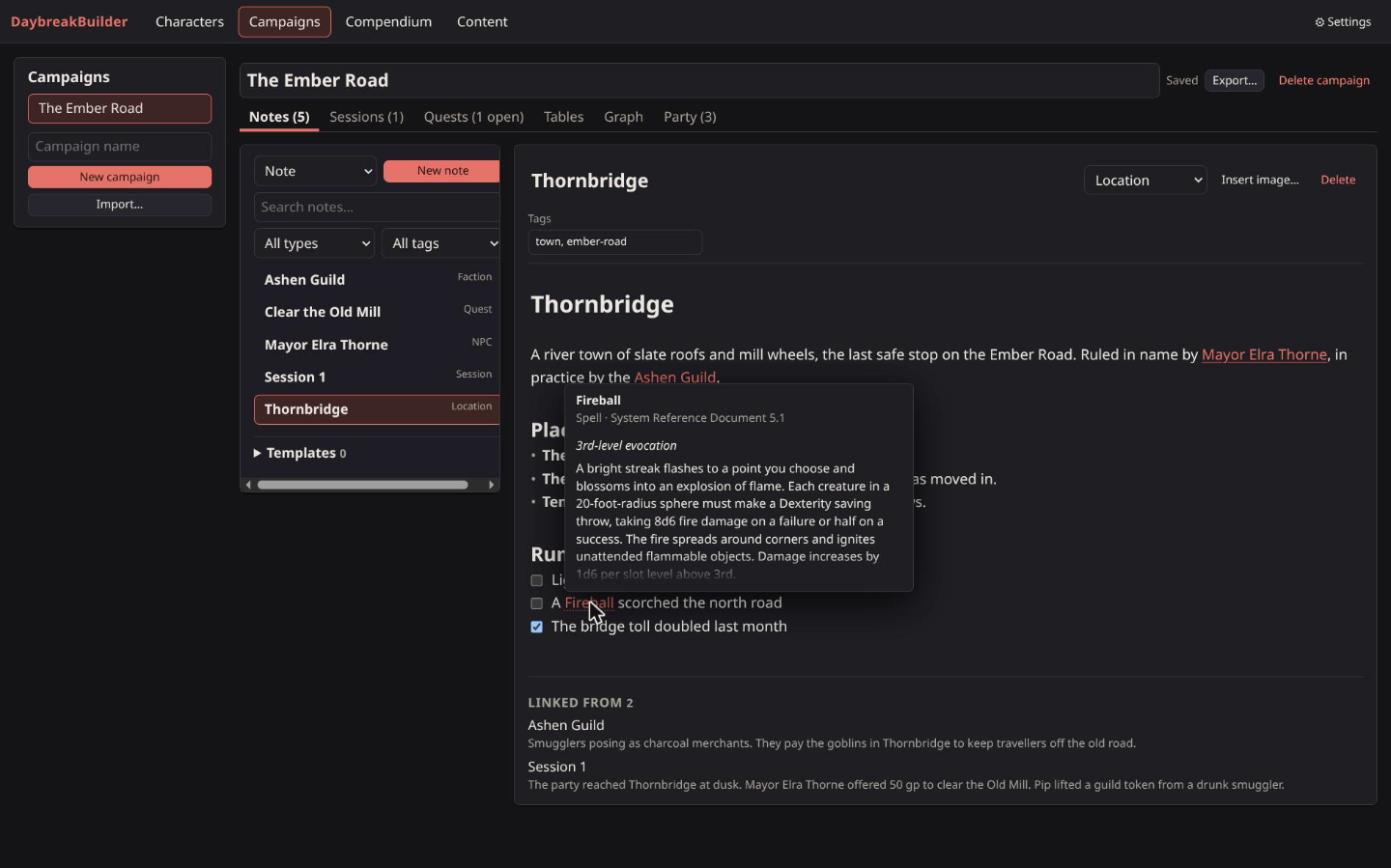 DaybreakBuilder Characters Campaigns Compendium Content ⚙ Settings
Campaigns
The Ember Road
Campaign name
New campaign
Import...
The Ember Road Saved Export... Delete campaign
Notes (5) Sessions (1) Quests (1 open) Tables Graph Party (3)
Note New note
Search notes...
All types All tags
Ashen Guild Faction
Clear the Old Mill Quest
Mayor Elra Thorne NPC
Session 1 Session
Thornbridge Location
Templates 0
Thornbridge Location Insert image... Delete
Tags
town, ember-road
Thornbridge
A river town of slate roofs and mill wheels, the last safe stop on the Ember Road. Ruled in name by Mayor Elra Thorne, in
practice by the Ashen Guild.
Fireball
Spell · System Reference Document 5.1
3rd-level evocation
A bright streak flashes to a point you choose and
blossoms into an explosion of flame. Each creature in a
20-foot-radius sphere must make a Dexterity saving
throw, taking 8d6 fire damage on a failure or half on a
success. The fire spreads around corners and ignites
unattended flammable objects. Damage increases by
1d6 per slot level above 3rd.
moved in.
A Fireball scorched the north road
The bridge toll doubled last month
LINKED FROM 2
Ashen Guild
Smugglers posing as charcoal merchants. They pay the goblins in Thornbridge to keep travellers off the old road.
Session 1
The party reached Thornbridge at dusk. Mayor Elra Thorne offered 50 gp to clear the Old Mill. Pip lifted a guild token from a drunk smuggler.